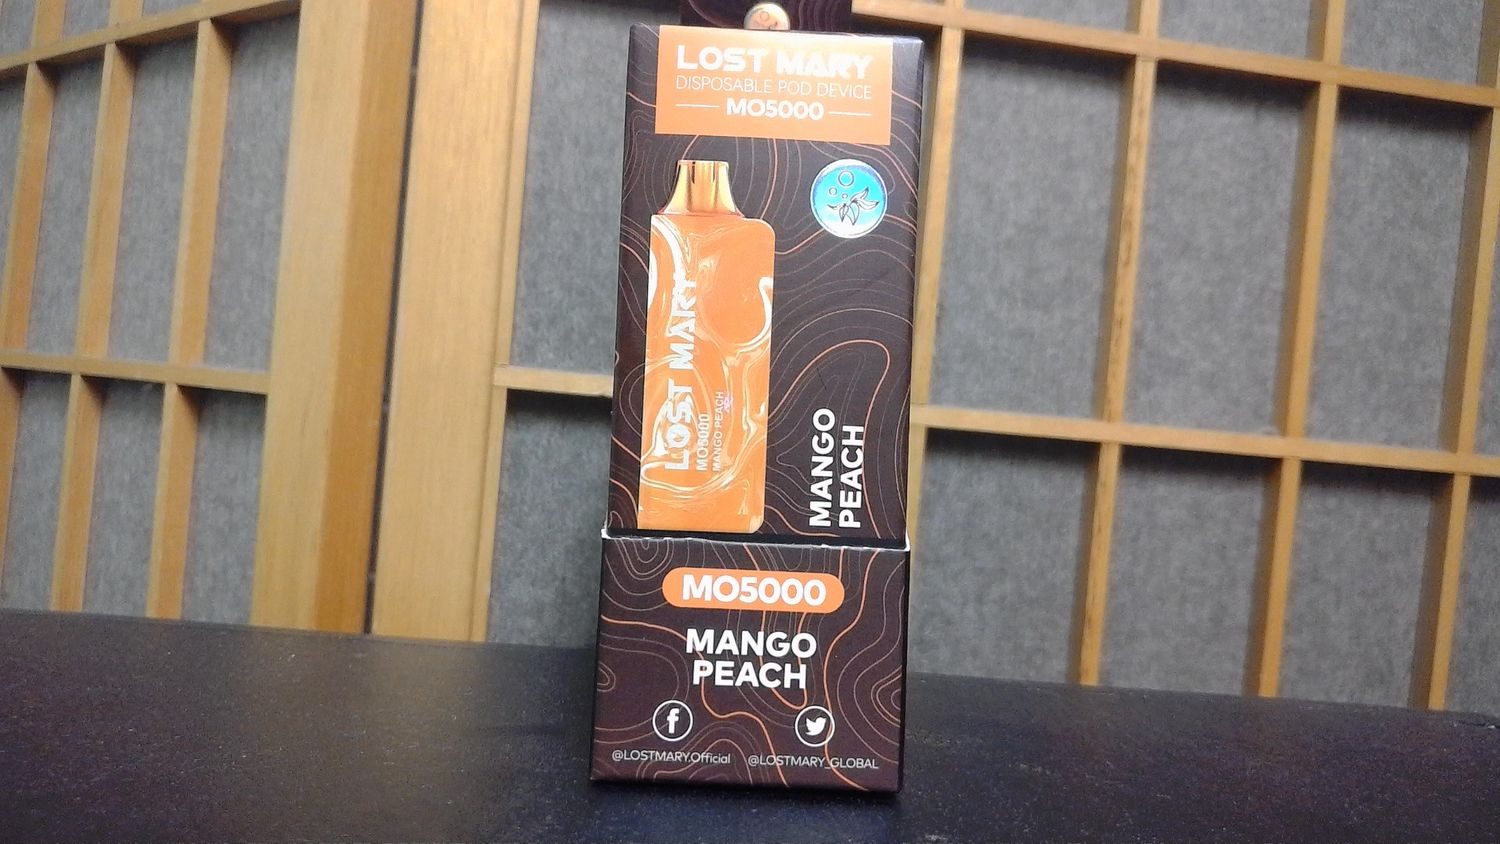 LOST MARY
DISPOSABLE POD DEVICE
MO5000
LOST MARY
MO5000
MANGO PEACH
MANGO
PEACH
MO5000
MANGO
PEACH
@LOSTMARY.Official
@LOSTMARY_GLOBAL